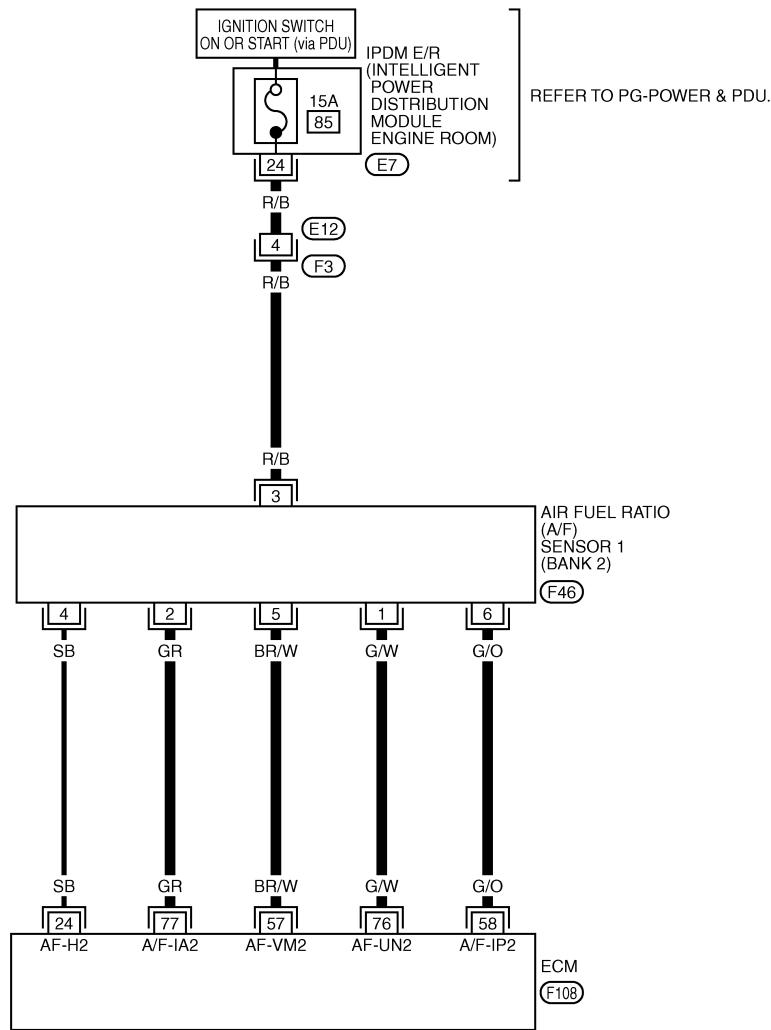 IGNITION SWITCH
ON OR START (via PDU)
IPDM E/R
(INTELLIGENT
POWER
DISTRIBUTION
MODULE
ENGINE ROOM)
REFER TO PG-POWER & PDU.
15A
85
24
E7
R/B
E12
4
F3
R/B
R/B
3
AIR FUEL RATIO
(A/F)
SENSOR 1
(BANK 2)
F46
4 2 5 1 6
SB GR BR/W G/W G/O
SB GR BR/W G/W G/O
24 77 57 76 58
AF-H2 A/F-IA2 AF-VM2 AF-UN2 A/F-IP2
ECM
F108